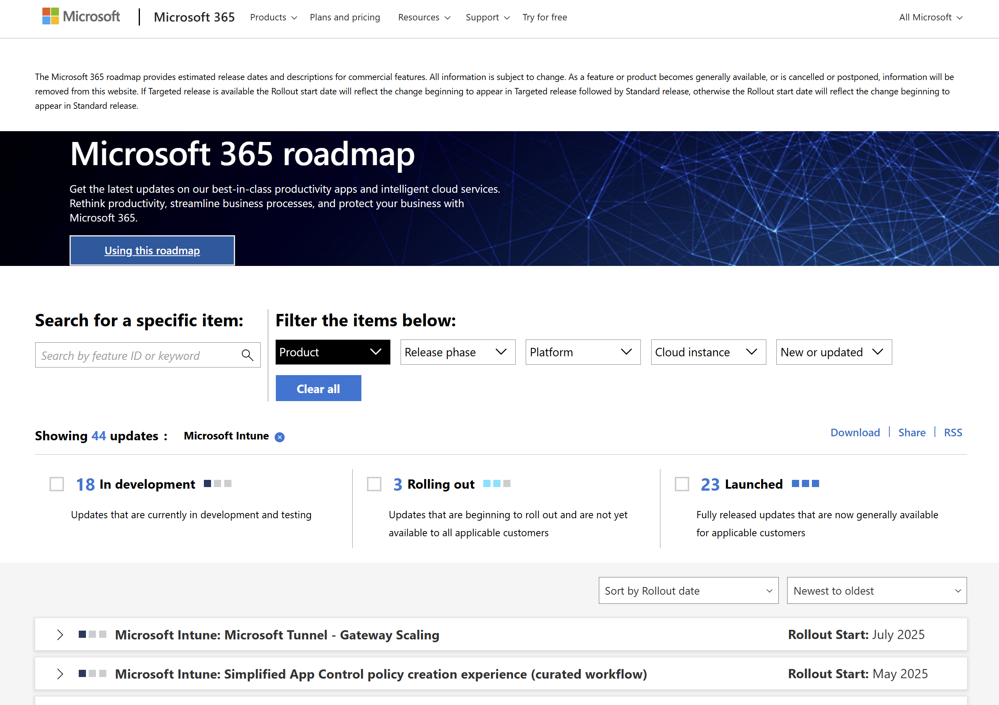 Microsoft
Microsoft 365
Products
Plans and pricing
Resources
Support
Try for free
All Microsoft
The Microsoft 365 roadmap provides estimated release dates and descriptions for commercial features. All information is subject to change. As a feature or product becomes generally available, or is cancelled or postponed, information will be
removed from this website. If Targeted release is available the Rollout start date will reflect the change beginning to appear in Targeted release followed by Standard release, otherwise the Rollout start date will reflect the change beginning to
appear in Standard release.
Microsoft 365 roadmap
Get the latest updates on our best-in-class productivity apps and intelligent cloud services.
Rethink productivity, streamline business processes, and protect your business with
Microsoft 365.
Using this roadmap
Search for a specific item:
Search by feature ID or keyword
Filter the items below:
Product
Release phase
Platform
Cloud instance
New or updated
Clear all
Showing 44 updates :
Microsoft Intune
Download
Share
RSS
18 In development
Updates that are currently in development and testing
3 Rolling out
Updates that are beginning to roll out and are not yet
available to all applicable customers
23 Launched
Fully released updates that are now generally available
for applicable customers
Sort by Rollout date
Newest to oldest
Microsoft Intune: Microsoft Tunnel - Gateway Scaling
Rollout Start: July 2025
Microsoft Intune: Simplified App Control policy creation experience (curated workflow)
Rollout Start: May 2025